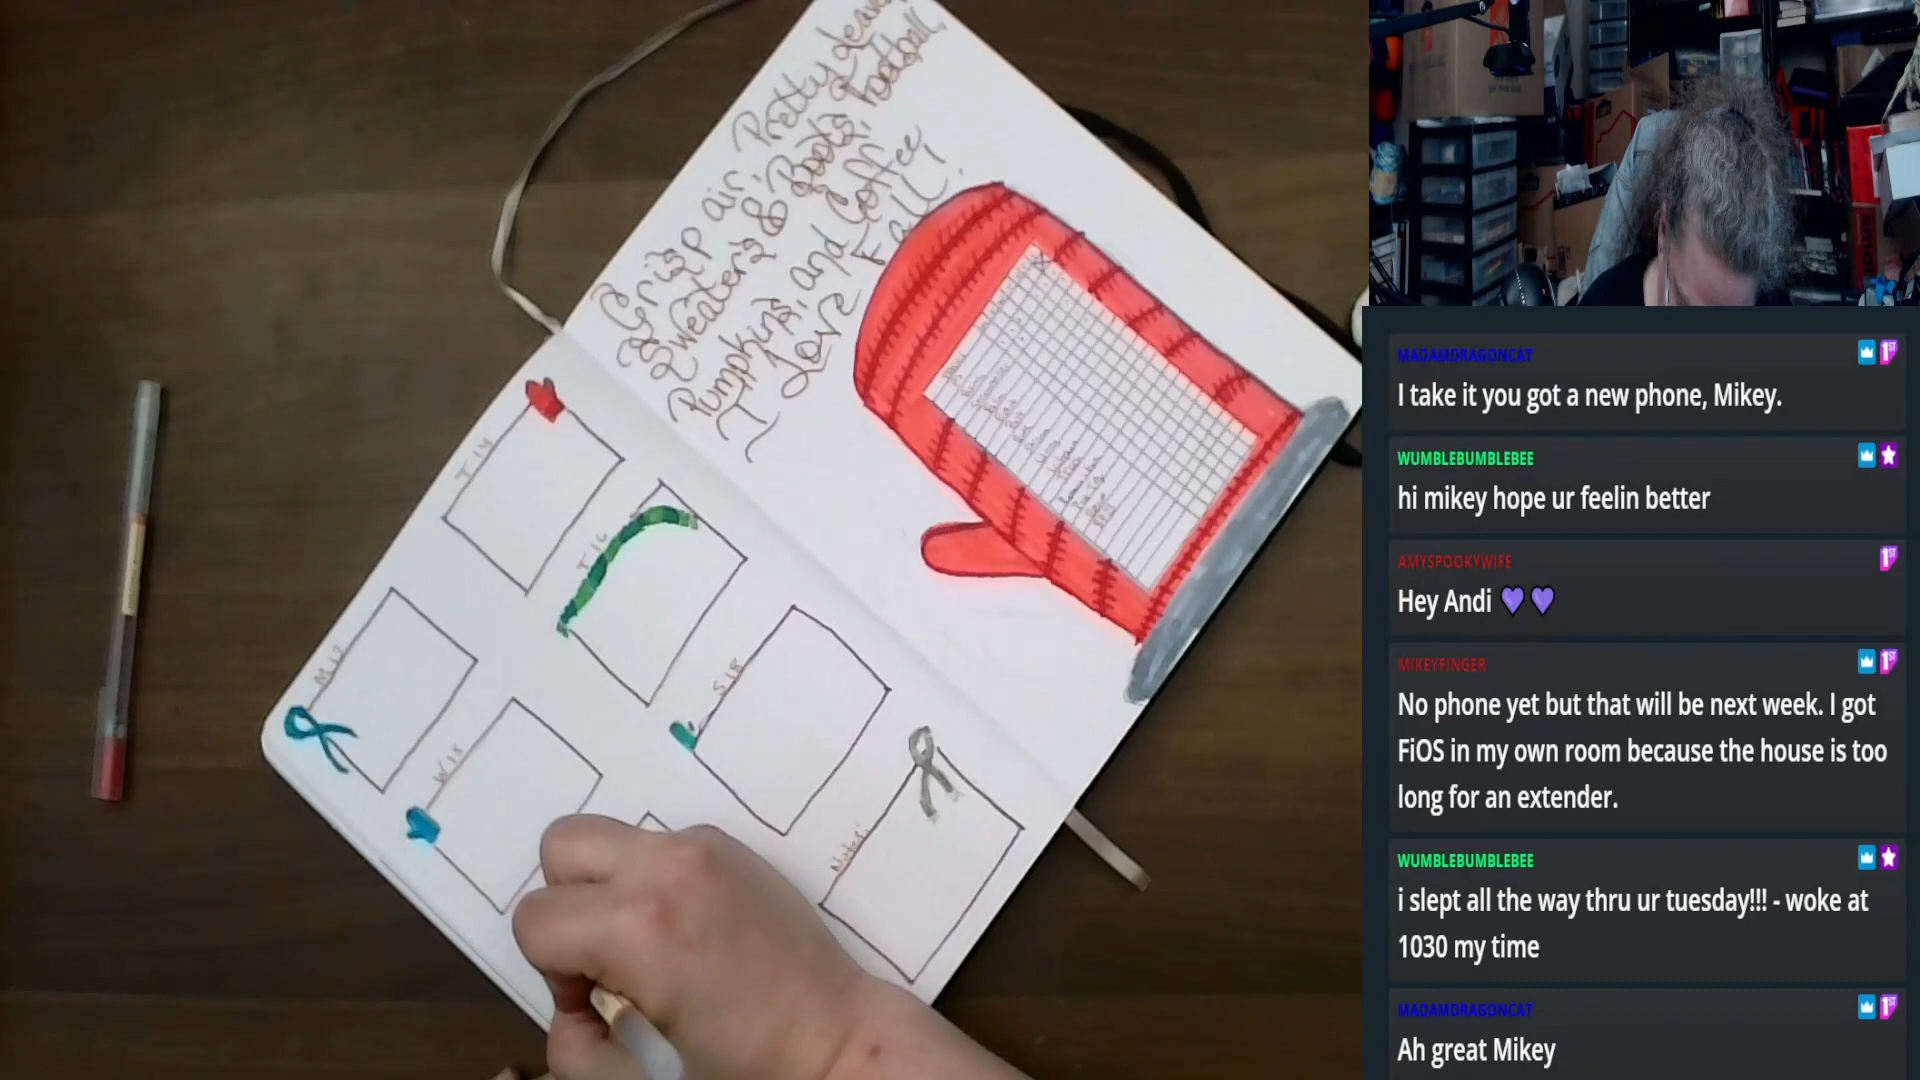 Crisp air, Pretty leaves
Sweaters & Boots, Football,
Pumpkins, and Coffee,
I Love Fall!
T 14
T 16
M 12
S 18
W 15
Notes:
MADAMDRAGONCAT
I take it you got a new phone, Mikey.
WUMBLEBUMBLEBEE
hi mikey hope ur feelin better
AMYSPOOKYWIFE
Hey Andi 💜💜
MIKEYFINGER
No phone yet but that will be next week. I got
FiOS in my own room because the house is too
long for an extender.
WUMBLEBUMBLEBEE
i slept all the way thru ur tuesday!!! - woke at
1030 my time
MADAMDRAGONCAT
Ah great Mikey